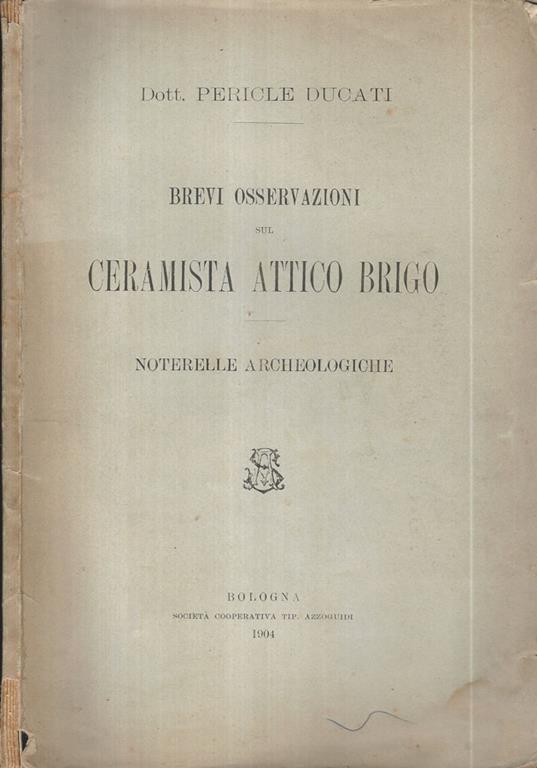 Dott. PERICLE DUCATI
BREVI OSSERVAZIONI
SUL
CERAMISTA ATTICO BRIGO
NOTERELLE ARCHEOLOGICHE
BOLOGNA
SOCIETÀ COOPERATIVA TIP. AZZOGUIDI
1904